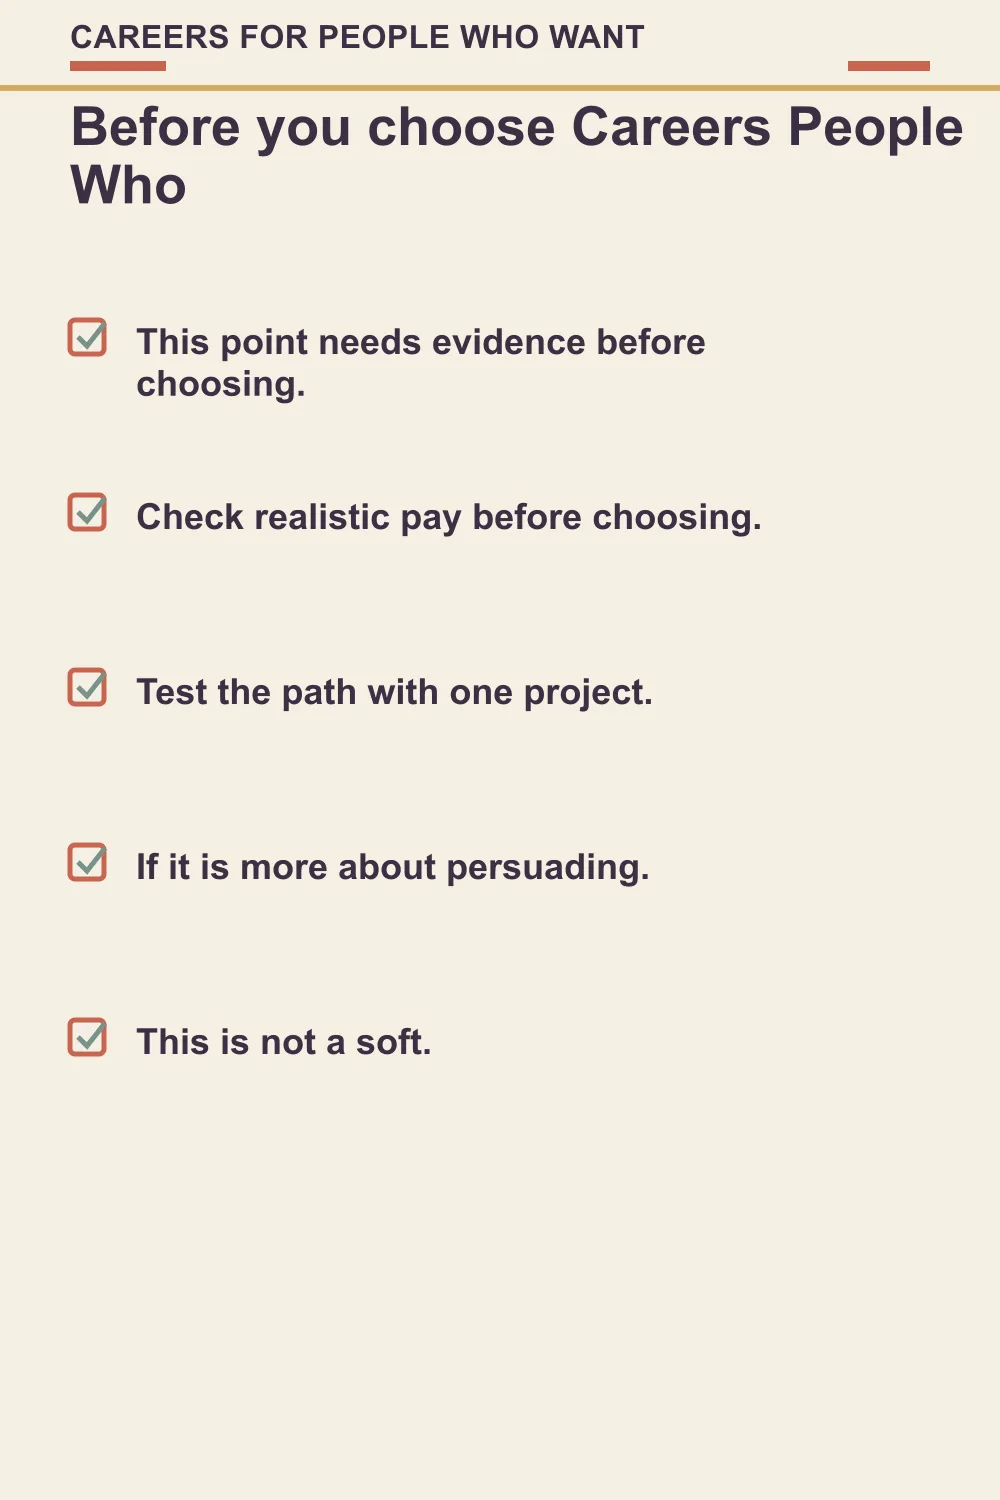 CAREERS FOR PEOPLE WHO WANT
Before you choose Careers People
Who
This point needs evidence before
choosing.
Check realistic pay before choosing.
Test the path with one project.
If it is more about persuading.
This is not a soft.